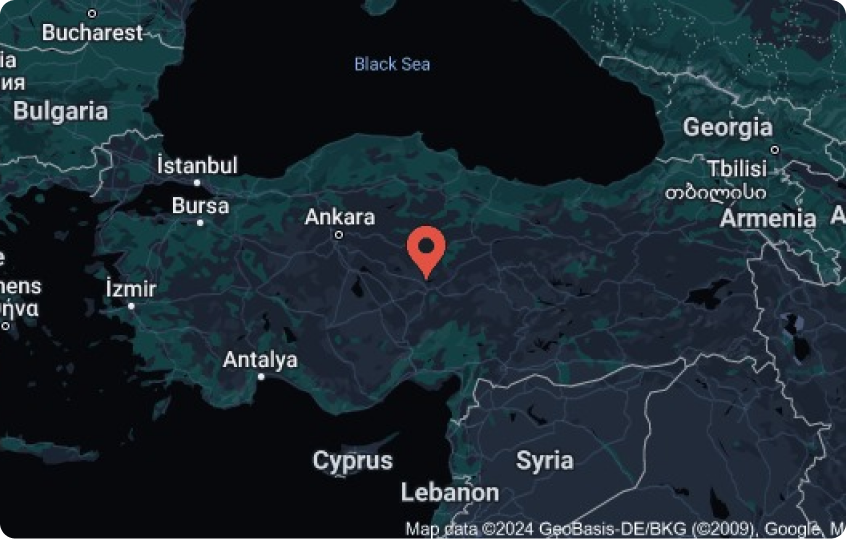 Bucharest
Black Sea
ia
ия
Bulgaria
Georgia
İstanbul
Tbilisi
თბილისი
Bursa
Ankara
Armenia
A
e
hens
ήνα
İzmir
Antalya
Cyprus
Syria
Lebanon
Map data ©2024 GeoBasis-DE/BKG (©2009), Google, M